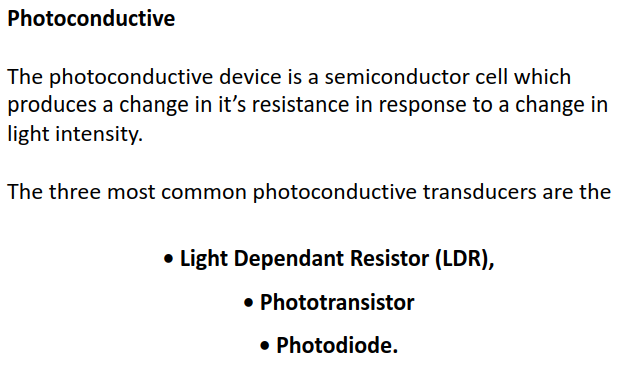 Photoconductive
The photoconductive device is a semiconductor cell which
produces a change in it’s resistance in response to a change in
light intensity.
The three most common photoconductive transducers are the
• Light Dependant Resistor (LDR),
• Phototransistor
• Photodiode.